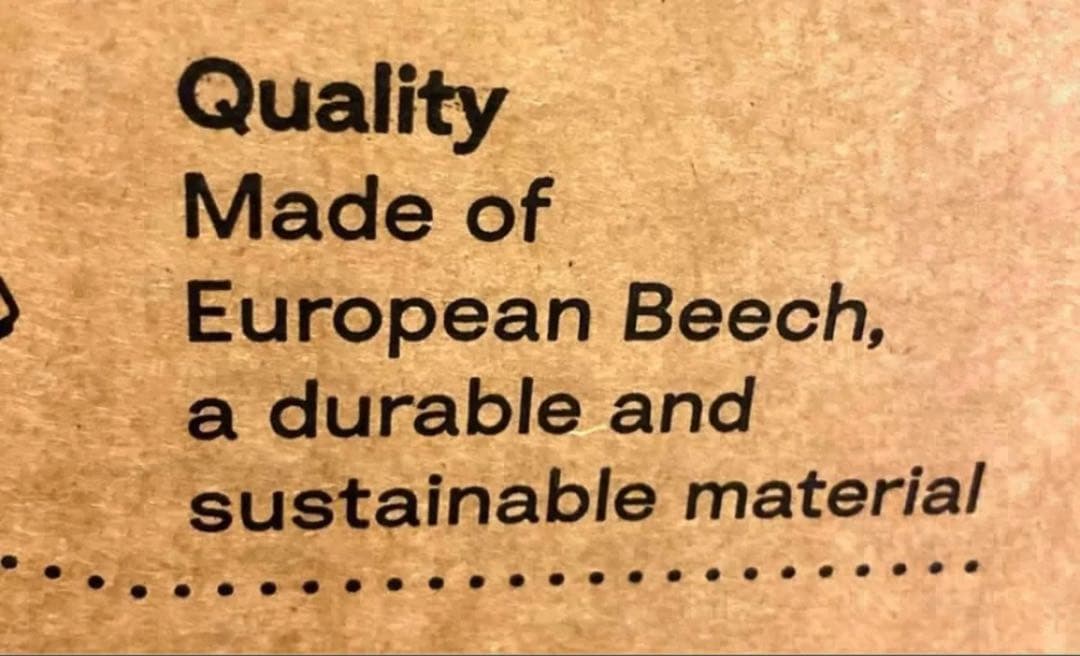 Quality
Made of
European Beech,
a durable and
sustainable material